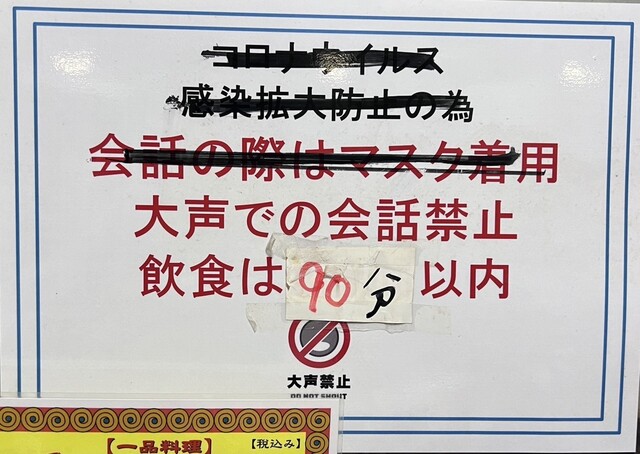 コロナウイルス
感染拡大防止の為
会話の際はマスク着用
大声での会話禁止
飲食は90分以内
大声禁止
DO NOT SHOUT
【一品料理】
【税込み】